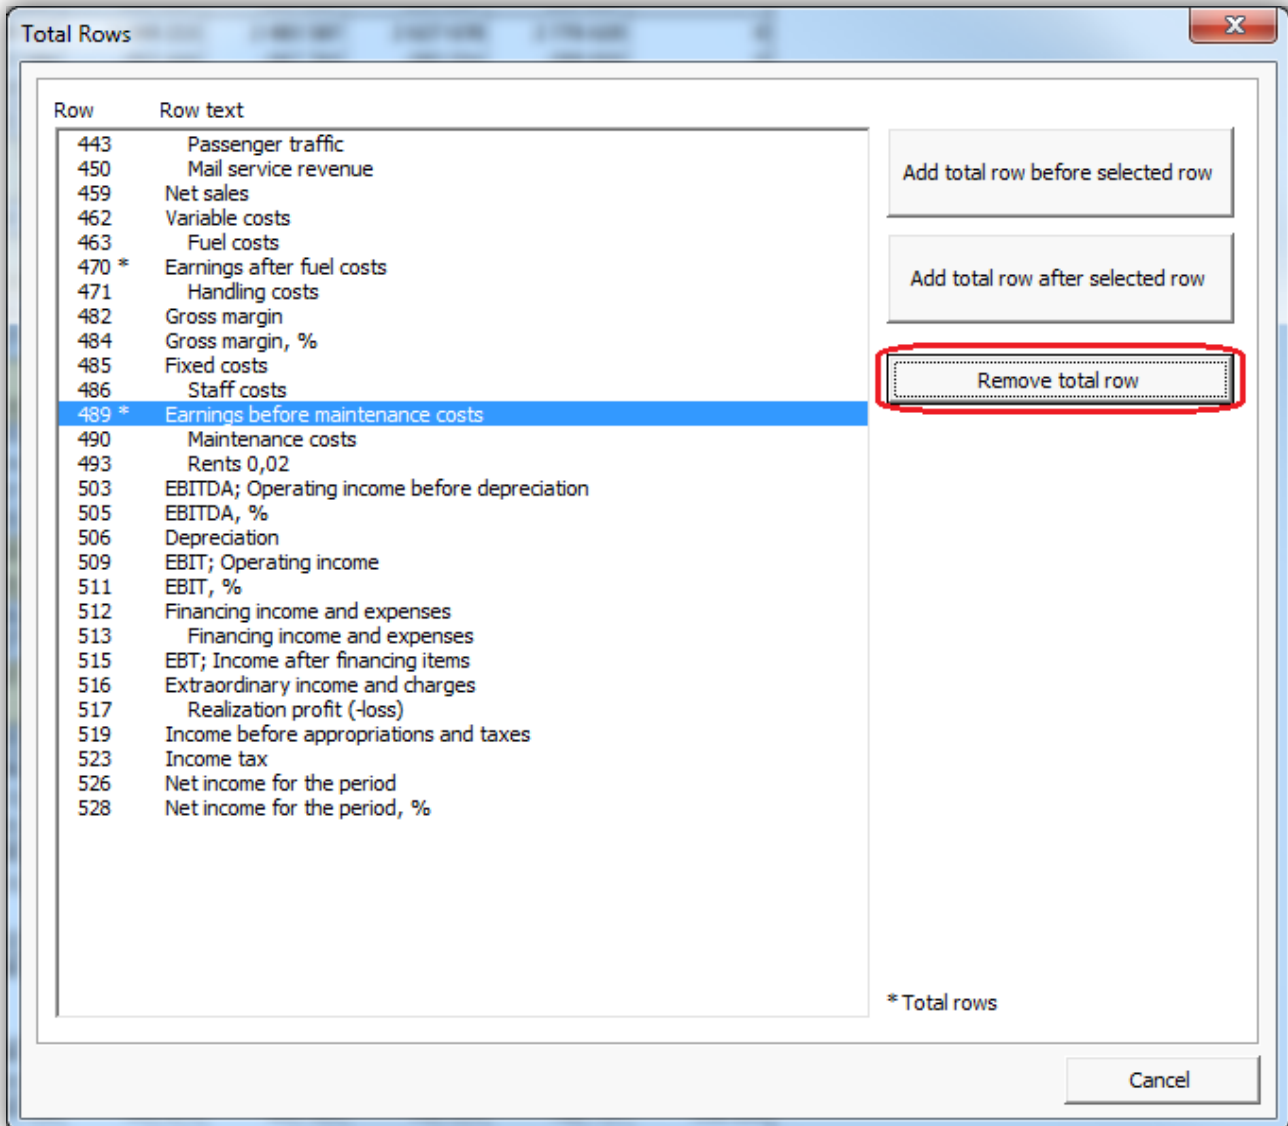 Total Rows
Row Row text
443 Passenger traffic
450 Mail service revenue
459 Net sales
462 Variable costs
463 Fuel costs
470 * Earnings after fuel costs
471 Handling costs
482 Gross margin
484 Gross margin, %
485 Fixed costs
486 Staff costs
489 * Earnings before maintenance costs
490 Maintenance costs
493 Rents 0,02
503 EBITDA; Operating income before depreciation
505 EBITDA, %
506 Depreciation
509 EBIT; Operating income
511 EBIT, %
512 Financing income and expenses
513 Financing income and expenses
515 EBT; Income after financing items
516 Extraordinary income and charges
517 Realization profit (-loss)
519 Income before appropriations and taxes
523 Income tax
526 Net income for the period
528 Net income for the period, %
Add total row before selected row
Add total row after selected row
Remove total row
* Total rows
Cancel